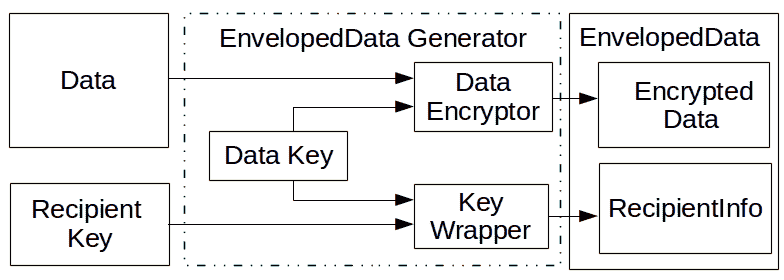 EnvelopedData Generator
EnvelopedData
Data
Data
Encryptor
Encrypted
Data
Data Key
Recipient
Key
Key
Wrapper
RecipientInfo